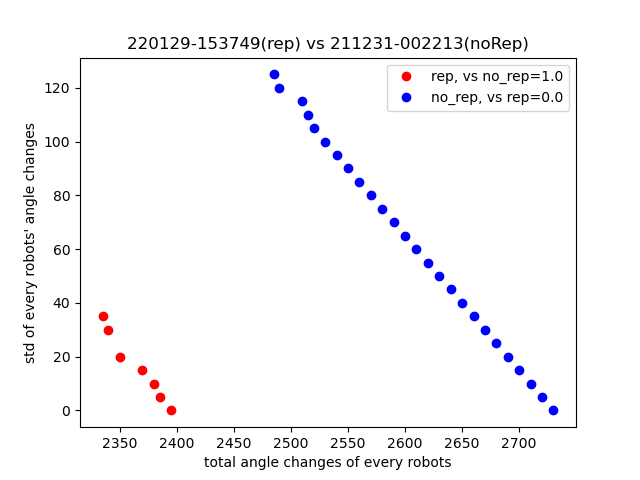 220129-153749(rep) vs 211231-002213(noRep)
rep, vs no_rep=1.0
no_rep, vs rep=0.0
std of every robots' angle changes
120
100
80
60
40
20
0
2350 2400 2450 2500 2550 2600 2650 2700
total angle changes of every robots